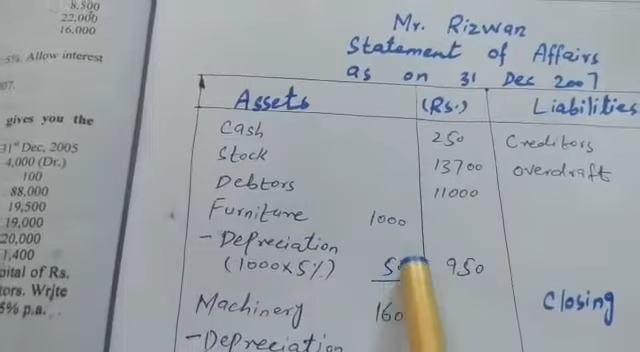 8,500
22,000
16,000
5%. Allow interest
07.
gives you the
31st Dec, 2005
4,000 (Dr.)
100
88,000
19,500
19,000
20,000
1,400
pital of Rs.
tors. Write
5% p.a.
Mr. Rizwan
Statement of Affairs
as on 31 Dec 2007
Assets (Rs.) Liabilities
Cash 250 Creditors
Stock 13700 overdraft
Debtors 11000
Furniture 1000
- Depreciation
(1000×5%) 950
Closing
Machinery 160
- Depreciation